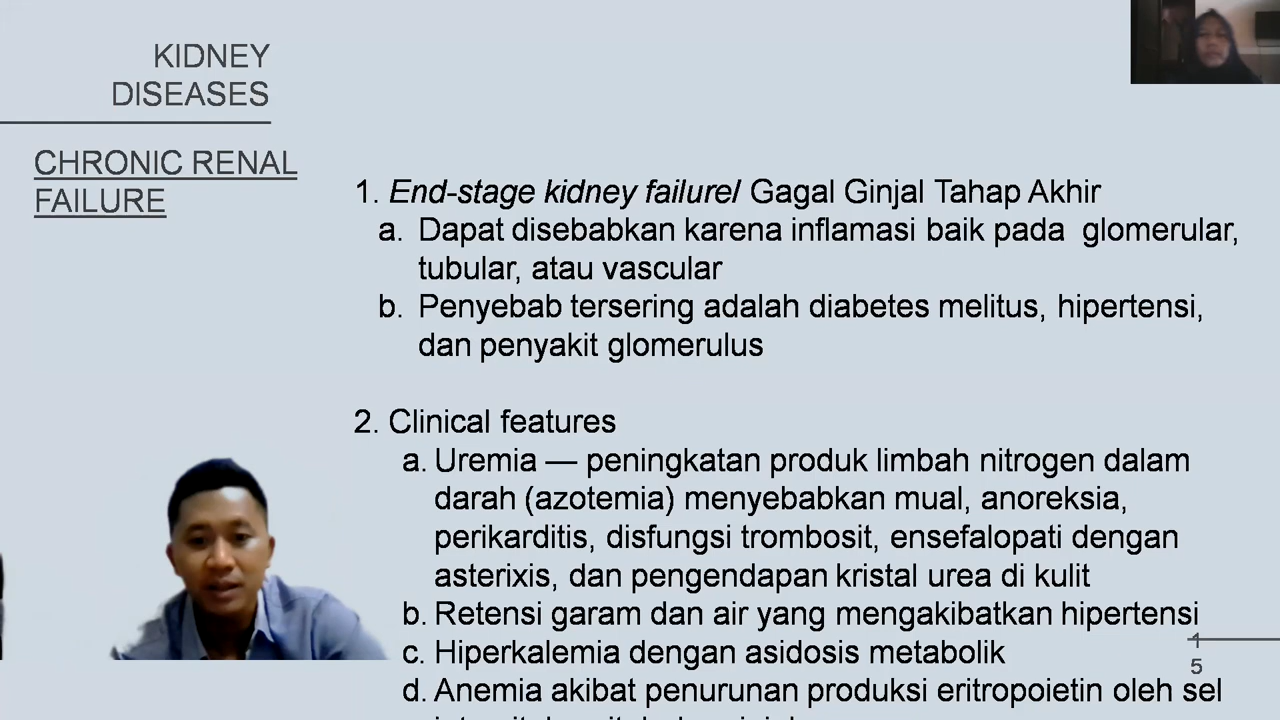 KIDNEY
DISEASES
CHRONIC RENAL
FAILURE
1. End-stage kidney failure/ Gagal Ginjal Tahap Akhir
a. Dapat disebabkan karena inflamasi baik pada glomerular,
tubular, atau vascular
b. Penyebab tersering adalah diabetes melitus, hipertensi,
dan penyakit glomerulus
2. Clinical features
a. Uremia — peningkatan produk limbah nitrogen dalam
darah (azotemia) menyebabkan mual, anoreksia,
perikarditis, disfungsi trombosit, ensefalopati dengan
asterixis, dan pengendapan kristal urea di kulit
b. Retensi garam dan air yang mengakibatkan hipertensi
c. Hiperkalemia dengan asidosis metabolik
d. Anemia akibat penurunan produksi eritropoietin oleh sel
1
5